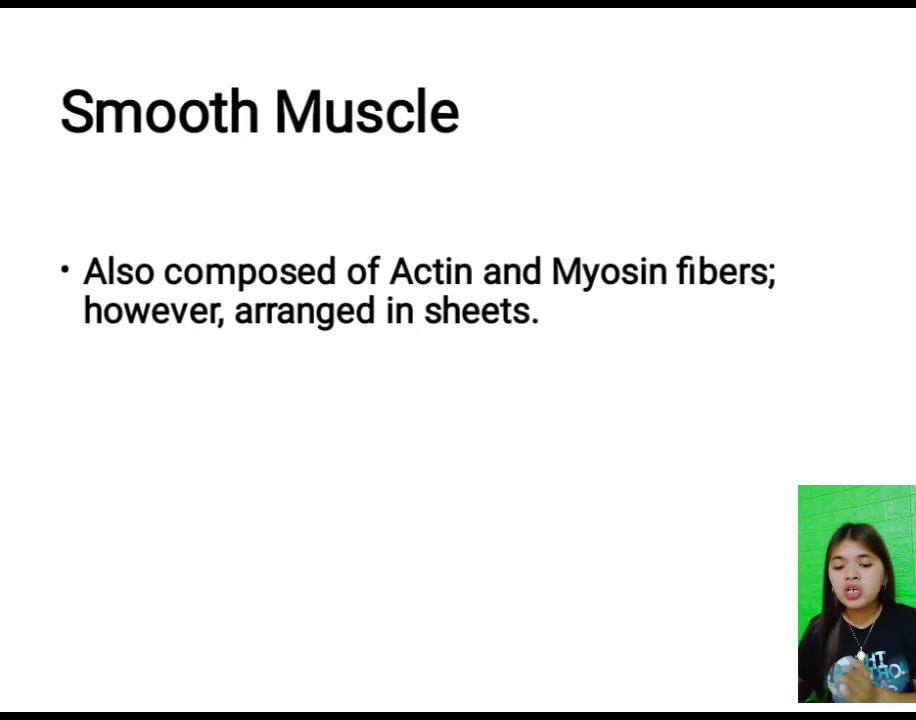 Smooth Muscle
• Also composed of Actin and Myosin fibers;
however, arranged in sheets.